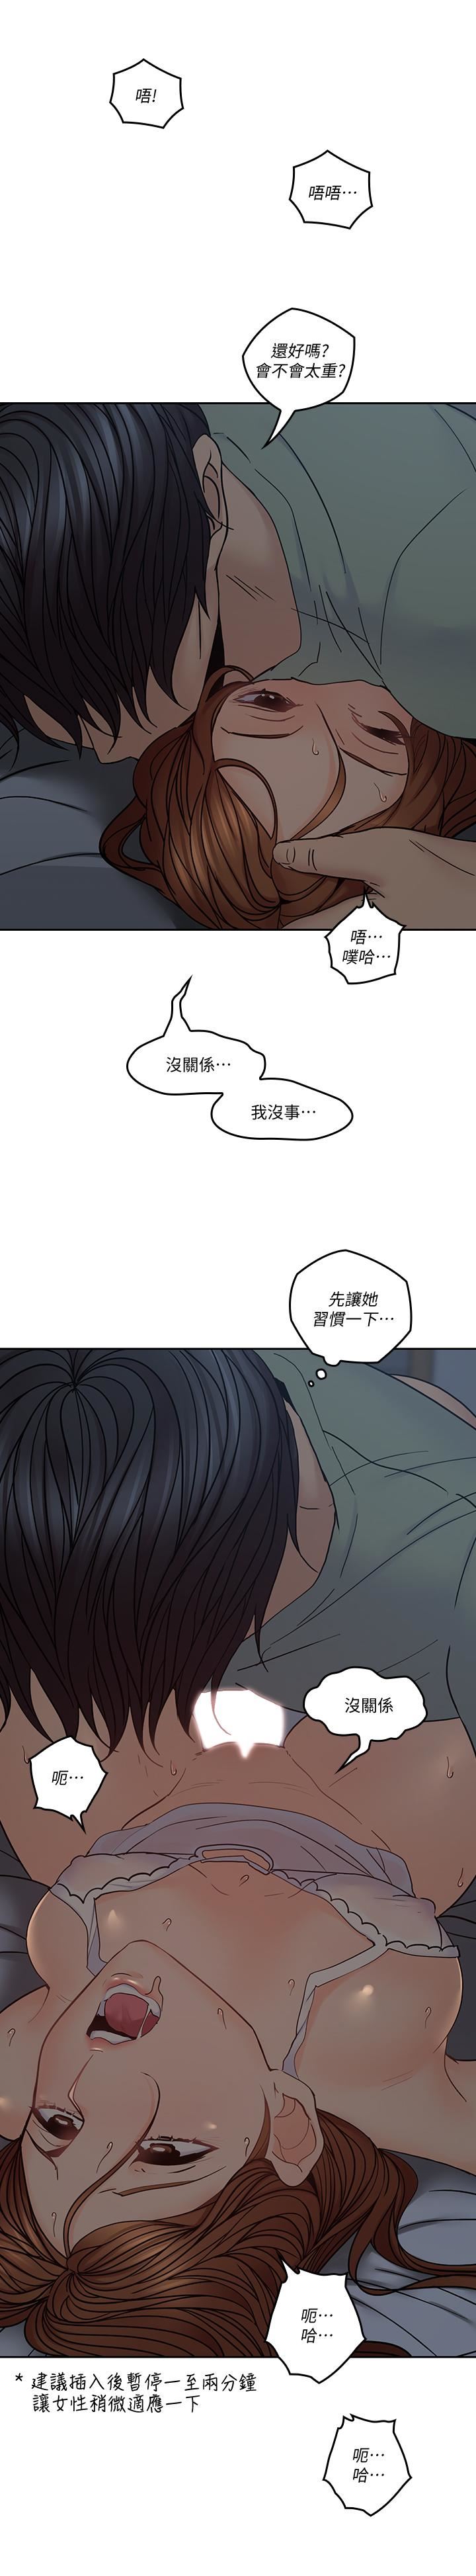 唔!
唔唔…
還好嗎?
會不會太重?
唔…
噗哈…
沒關係…
我沒事…
先讓她
習慣一下…
沒關係
呃…
呃…
哈…
* 建議插入後暫停一至兩分鐘
讓女性稍微適應一下
呃…
哈…